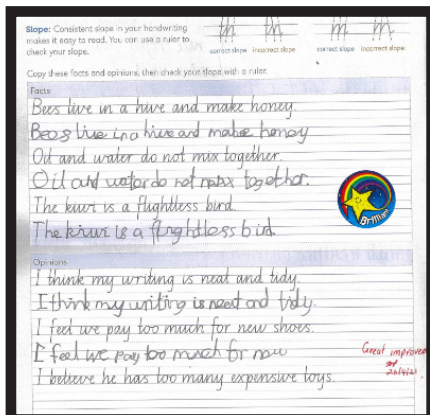 Slope: Consistent slope in your handwriting
makes it easy to read. You can use a ruler to
check your slope.
correct slope incorrect slope correct slope incorrect slope
Copy these facts and opinions, then check your slope with a ruler.
Facts
Bees live in a hive and make honey.
Bees live in a hive and make honey
Oil and water do not mix together.
Oil and water do not mix together.
The kiwi is a flightless bird.
The kiwi is a flightless bird.
Brilliant
Opinions
I think my writing is neat and tidy.
I think my writing is neat and tidy.
I feel we pay too much for new shoes.
I feel we pay too much for new
Great improve
I believe he has too many expensive toys.